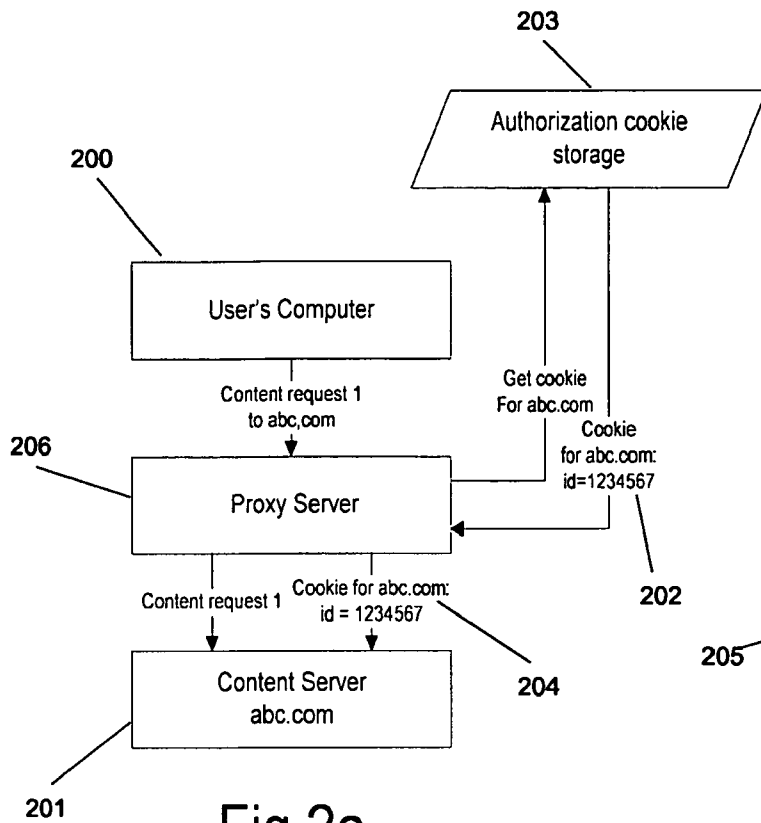 203
Authorization cookie
storage
200
User's Computer
Content request 1
to abc,com
Get cookie
For abc.com
Cookie
for abc.com:
id=1234567
206
Proxy Server
202
Content request 1
Cookie for abc.com:
id = 1234567
204
205
Content Server
abc.com
201